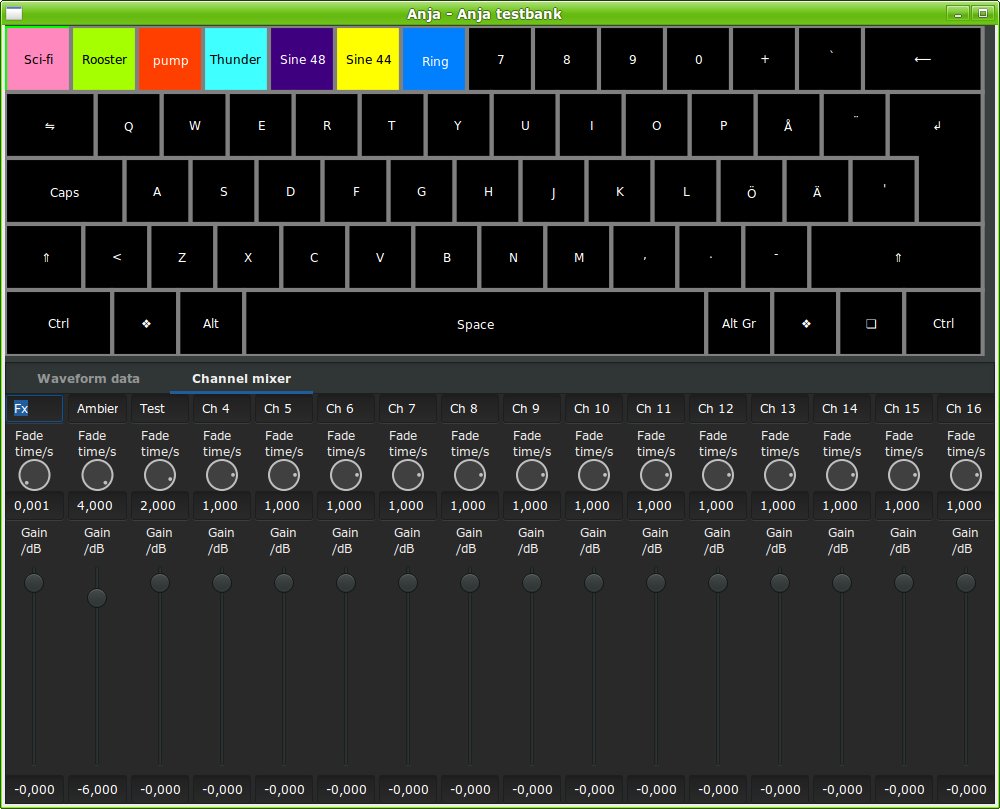 Anja - Anja testbank
Sci-fi Rooster pump Thunder Sine 48 Sine 44 Ring 7 8 9 0 + ` ⟵
⇋ Q W E R T Y U I O P Å ¨ ↲
Caps A S D F G H J K L Ö Ä '
⇑ < Z X C V B N M , . - ⇑
Ctrl ❖ Alt Space Alt Gr ❖ ❏ Ctrl
Waveform data Channel mixer
Fx Ambier Test Ch 4 Ch 5 Ch 6 Ch 7 Ch 8 Ch 9 Ch 10 Ch 11 Ch 12 Ch 13 Ch 14 Ch 15 Ch 16
Fade Fade Fade Fade Fade Fade Fade Fade Fade Fade Fade Fade Fade Fade Fade Fade
time/s time/s time/s time/s time/s time/s time/s time/s time/s time/s time/s time/s time/s time/s time/s time/s
0,001 4,000 2,000 1,000 1,000 1,000 1,000 1,000 1,000 1,000 1,000 1,000 1,000 1,000 1,000 1,000
Gain Gain Gain Gain Gain Gain Gain Gain Gain Gain Gain Gain Gain Gain Gain Gain
/dB /dB /dB /dB /dB /dB /dB /dB /dB /dB /dB /dB /dB /dB /dB /dB
-0,000 -6,000 -0,000 -0,000 -0,000 -0,000 -0,000 -0,000 -0,000 -0,000 -0,000 -0,000 -0,000 -0,000 -0,000 -0,000